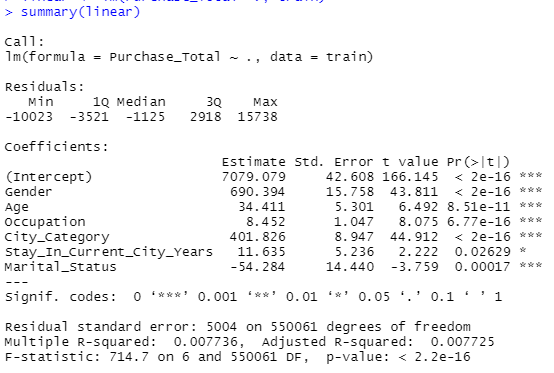 > summary(linear)
Call:
lm(formula = Purchase_Total ~ ., data = train)
Residuals:
   Min     1Q Median     3Q    Max
-10023  -3521  -1125   2918  15738
Coefficients:
                            Estimate Std. Error t value Pr(>|t|)
(Intercept)                 7079.079     42.608 166.145  < 2e-16 ***
Gender                       690.394     15.758  43.811  < 2e-16 ***
Age                           34.411      5.301   6.492 8.51e-11 ***
Occupation                     8.452      1.047   8.075 6.77e-16 ***
City_Category                401.826      8.947  44.912  < 2e-16 ***
Stay_In_Current_City_Years    11.635      5.236   2.222  0.02629 *
Marital_Status               -54.284     14.440  -3.759  0.00017 ***
---
Signif. codes:  0 ‘***’ 0.001 ‘**’ 0.01 ‘*’ 0.05 ‘.’ 0.1 ‘ ’ 1
Residual standard error: 5004 on 550061 degrees of freedom
Multiple R-squared:  0.007736,  Adjusted R-squared:  0.007725
F-statistic: 714.7 on 6 and 550061 DF,  p-value: < 2.2e-16